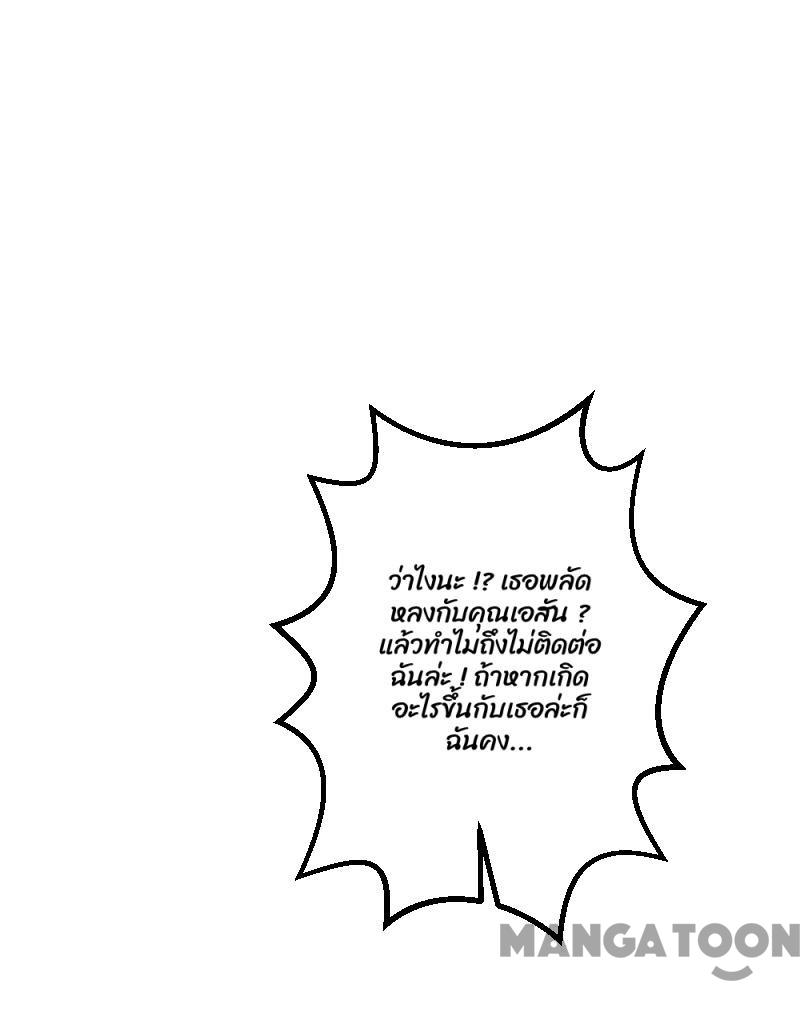 ว่าไงนะ !? เธอพลัด
หลงกับคุณเอสัน ?
แล้วทำไมถึงไม่ติดต่อ
ฉันล่ะ ! ถ้าหากเกิด
อะไรขึ้นกับเธอล่ะก็
ฉันคง...
MANGATOON